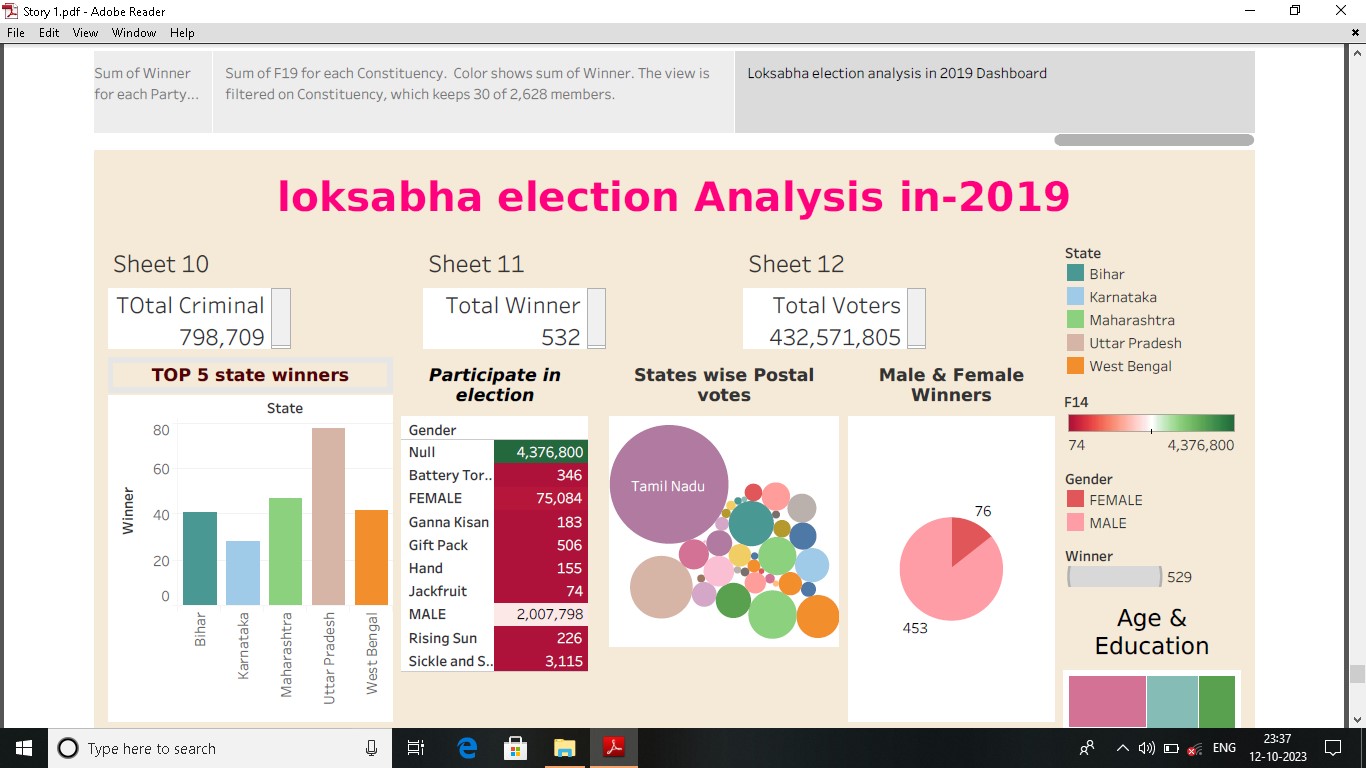 Story 1.pdf - Adobe Reader
File Edit View Window Help
Sum of Winner
for each Party...
Sum of F19 for each Constituency. Color shows sum of Winner. The view is
filtered on Constituency, which keeps 30 of 2,628 members.
Loksabha election analysis in 2019 Dashboard
loksabha election Analysis in-2019
Sheet 10
TOtal Criminal
798,709
Sheet 11
Total Winner
532
Sheet 12
Total Voters
432,571,805
State
Bihar
Karnataka
Maharashtra
Uttar Pradesh
West Bengal
F14
74 4,376,800
Gender
FEMALE
MALE
Winner
529
Age &
Education
TOP 5 state winners
State
Winner
80
60
40
20
0
Bihar
Karnataka
Maharashtra
Uttar Pradesh
West Bengal
Participate in
election
Gender
Null 4,376,800
Battery Tor.. 346
FEMALE 75,084
Ganna Kisan 183
Gift Pack 506
Hand 155
Jackfruit 74
MALE 2,007,798
Rising Sun 226
Sickle and S.. 3,115
States wise Postal
votes
Tamil Nadu
Male & Female
Winners
76
453
Type here to search
ENG
23:37
12-10-2023